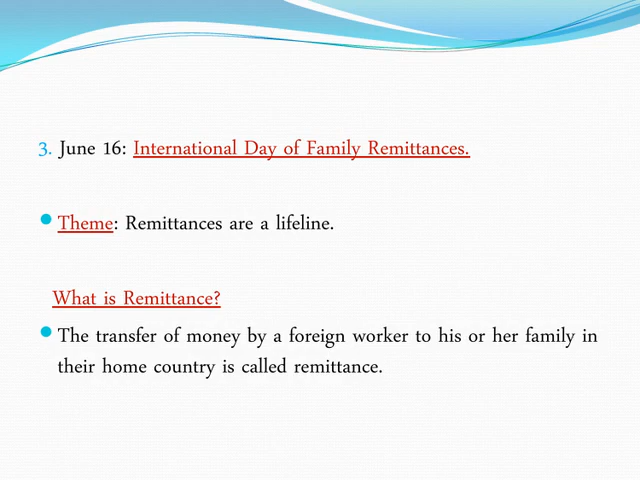 3. June 16: International Day of Family Remittances.
Theme: Remittances are a lifeline.
What is Remittance?
The transfer of money by a foreign worker to his or her family in
their home country is called remittance.